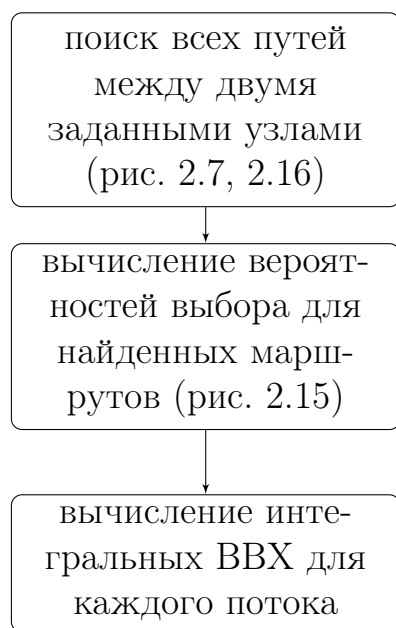 поиск всех путей
между двумя
заданными узлами
(рис. 2.7, 2.16)
вычисление вероят-
ностей выбора для
найденных марш-
рутов (рис. 2.15)
вычисление инте-
гральных ВВХ для
каждого потока